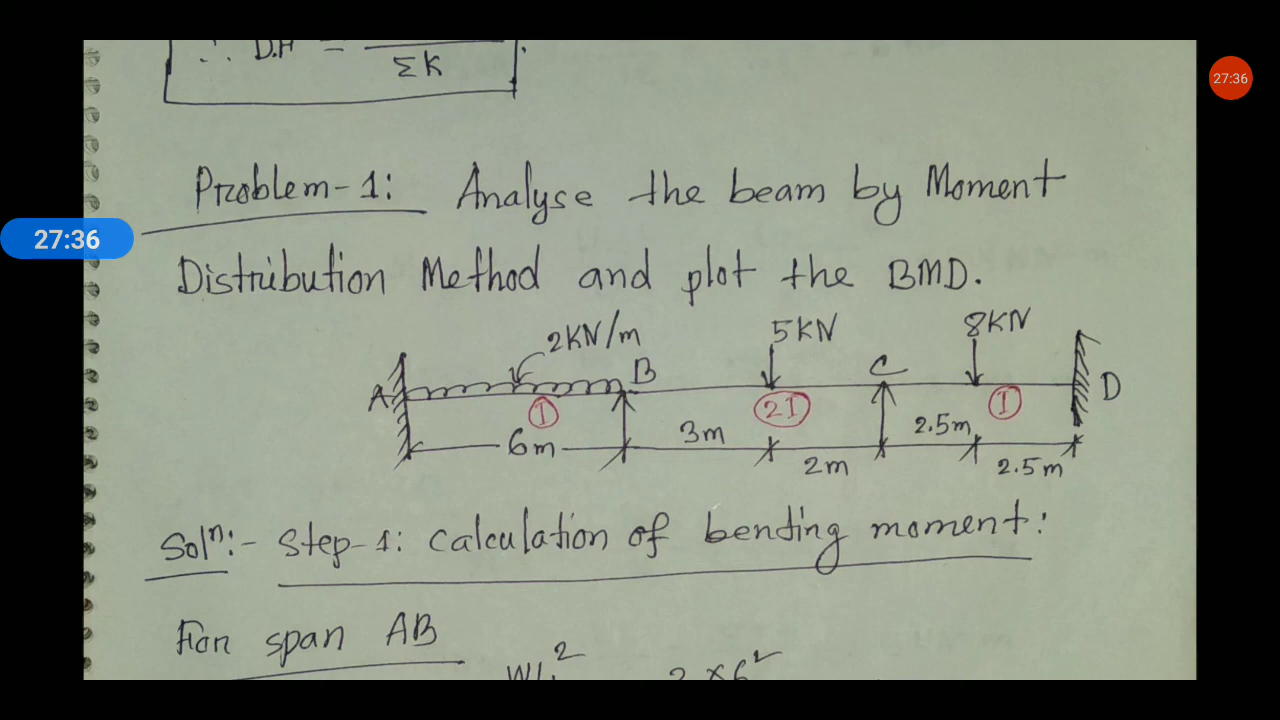 ∴ D.F =
ΣK
27:36
Problem-1: Analyse the beam by Moment
27:36
Distribution Method and plot the BMD.
2KN/m 5KN 8KN
A B C D
I 2I I
6m 3m 2m 2.5m 2.5m
Solⁿ:- Step-1: Calculation of bending moment:
For span AB
2×6²